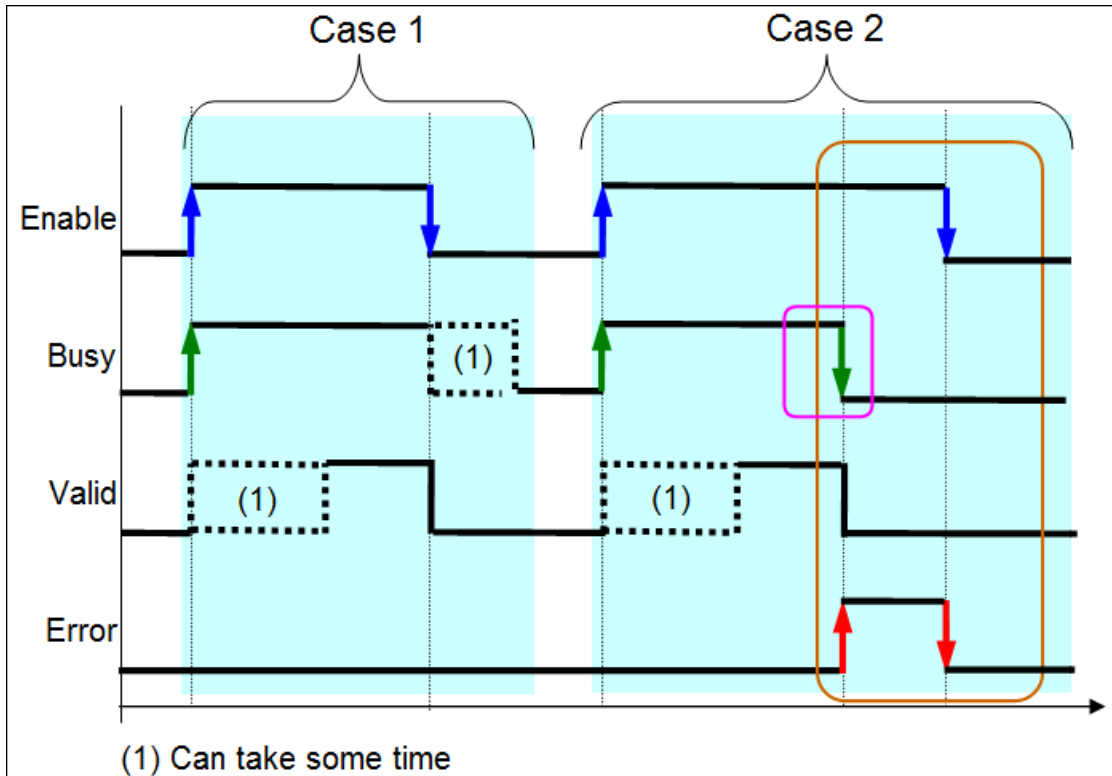 Case 1
Case 2
Enable
Busy
(1)
Valid
(1)
(1)
Error
(1) Can take some time